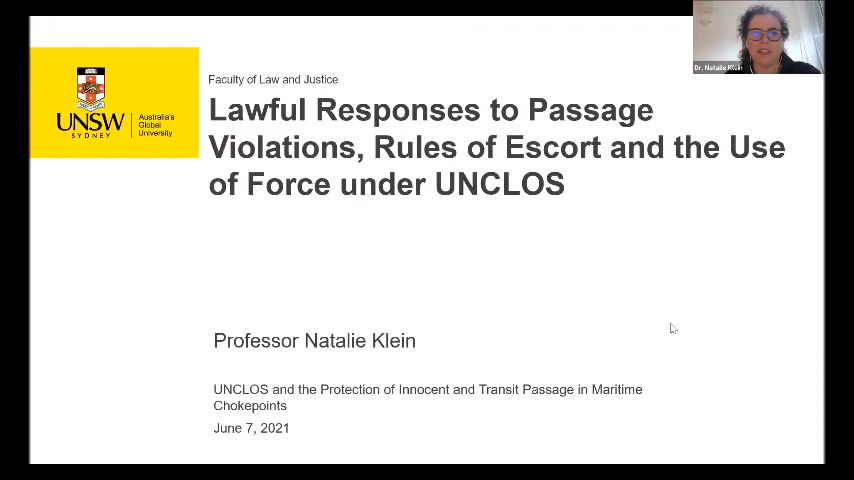 Dr. Natalie Klein
Faculty of Law and Justice
Lawful Responses to Passage
Violations, Rules of Escort and the Use
of Force under UNCLOS
UNSW
SYDNEY
Australia's
Global
University
Professor Natalie Klein
UNCLOS and the Protection of Innocent and Transit Passage in Maritime
Chokepoints
June 7, 2021